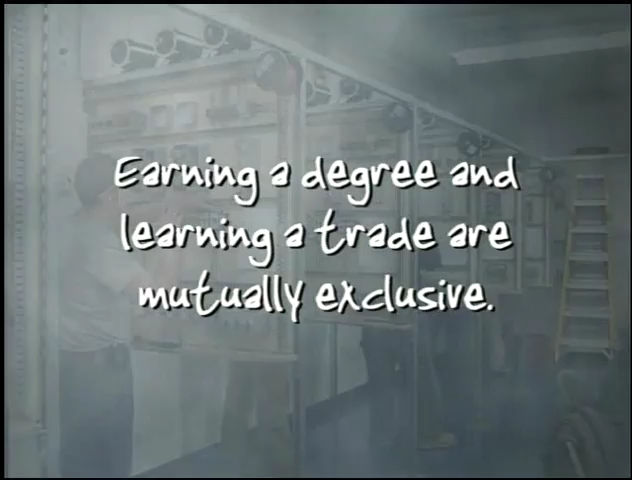 Earning a degree and
learning a trade are
mutually exclusive.